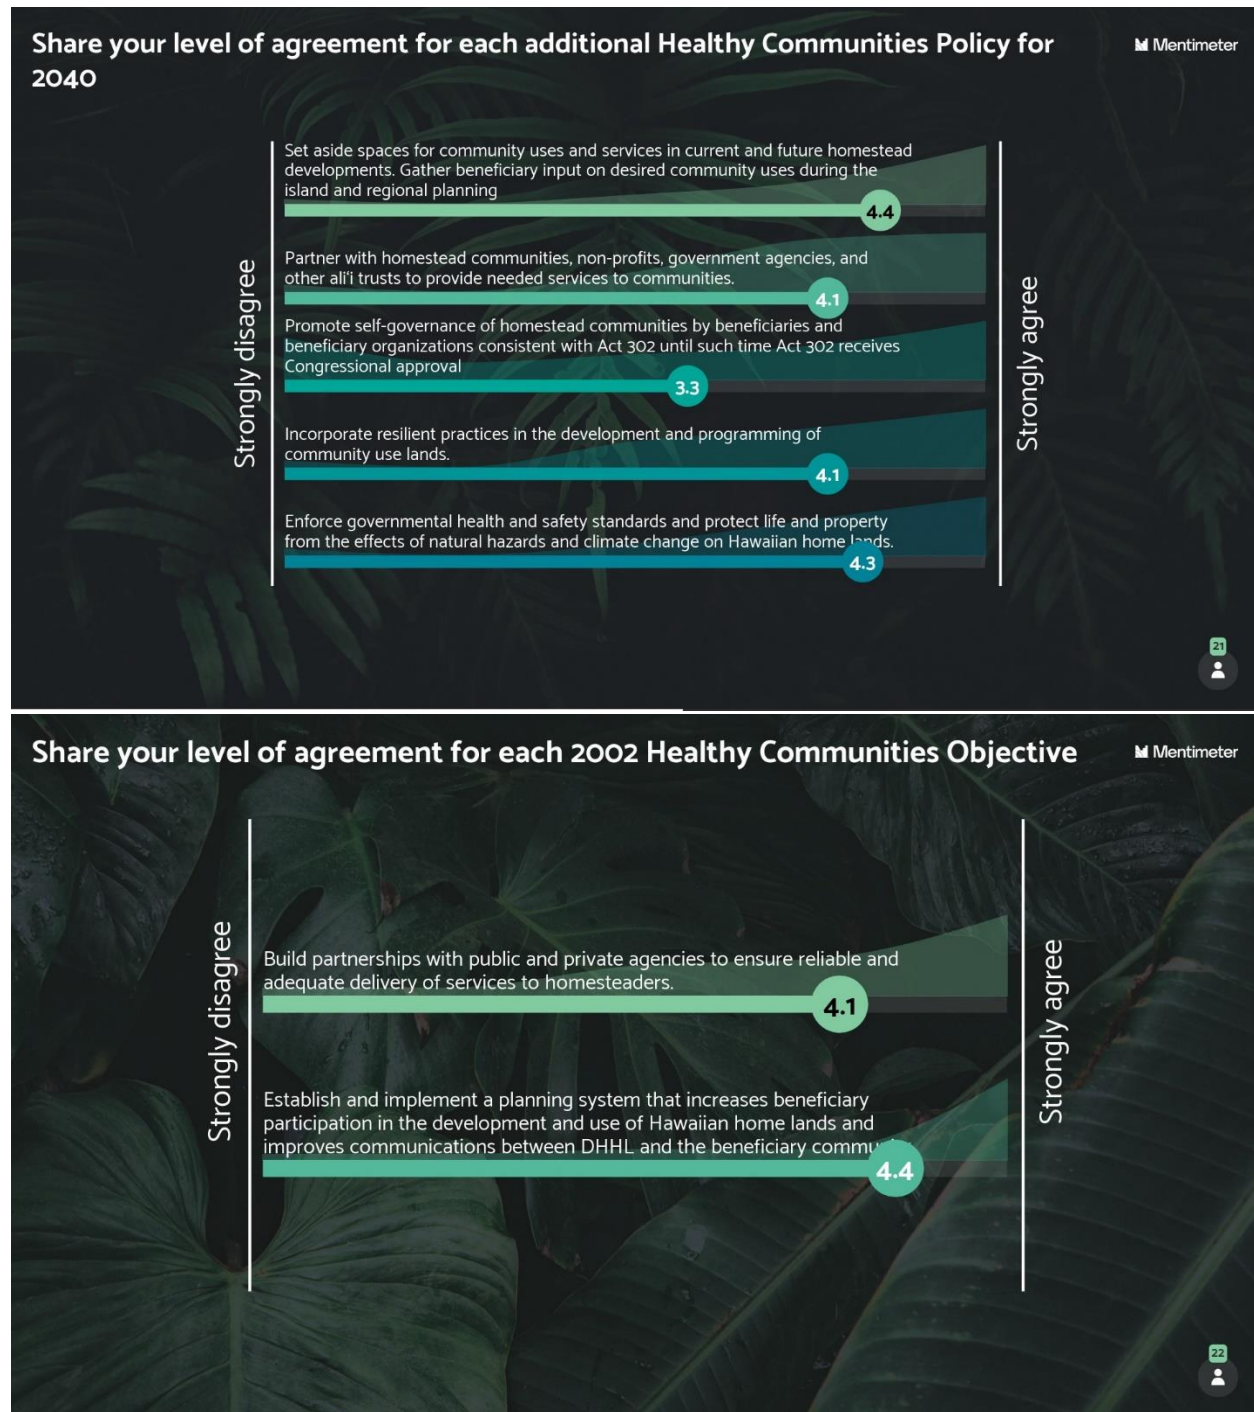 Share your level of agreement for each additional Healthy Communities Policy for
2040
Mentimeter
Strongly disagree
Set aside spaces for community uses and services in current and future homestead
developments. Gather beneficiary input on desired community uses during the
island and regional planning
4.4
Partner with homestead communities, non-profits, government agencies, and
other ali‘i trusts to provide needed services to communities.
4.1
Promote self-governance of homestead communities by beneficiaries and
beneficiary organizations consistent with Act 302 until such time Act 302 receives
Congressional approval
3.3
Incorporate resilient practices in the development and programming of
community use lands.
4.1
Enforce governmental health and safety standards and protect life and property
from the effects of natural hazards and climate change on Hawaiian home lands.
4.3
Strongly agree
21
Share your level of agreement for each 2002 Healthy Communities Objective
Mentimeter
Strongly disagree
Build partnerships with public and private agencies to ensure reliable and
adequate delivery of services to homesteaders.
4.1
Establish and implement a planning system that increases beneficiary
participation in the development and use of Hawaiian home lands and
improves communications between DHHL and the beneficiary
4.4
Strongly agree
22